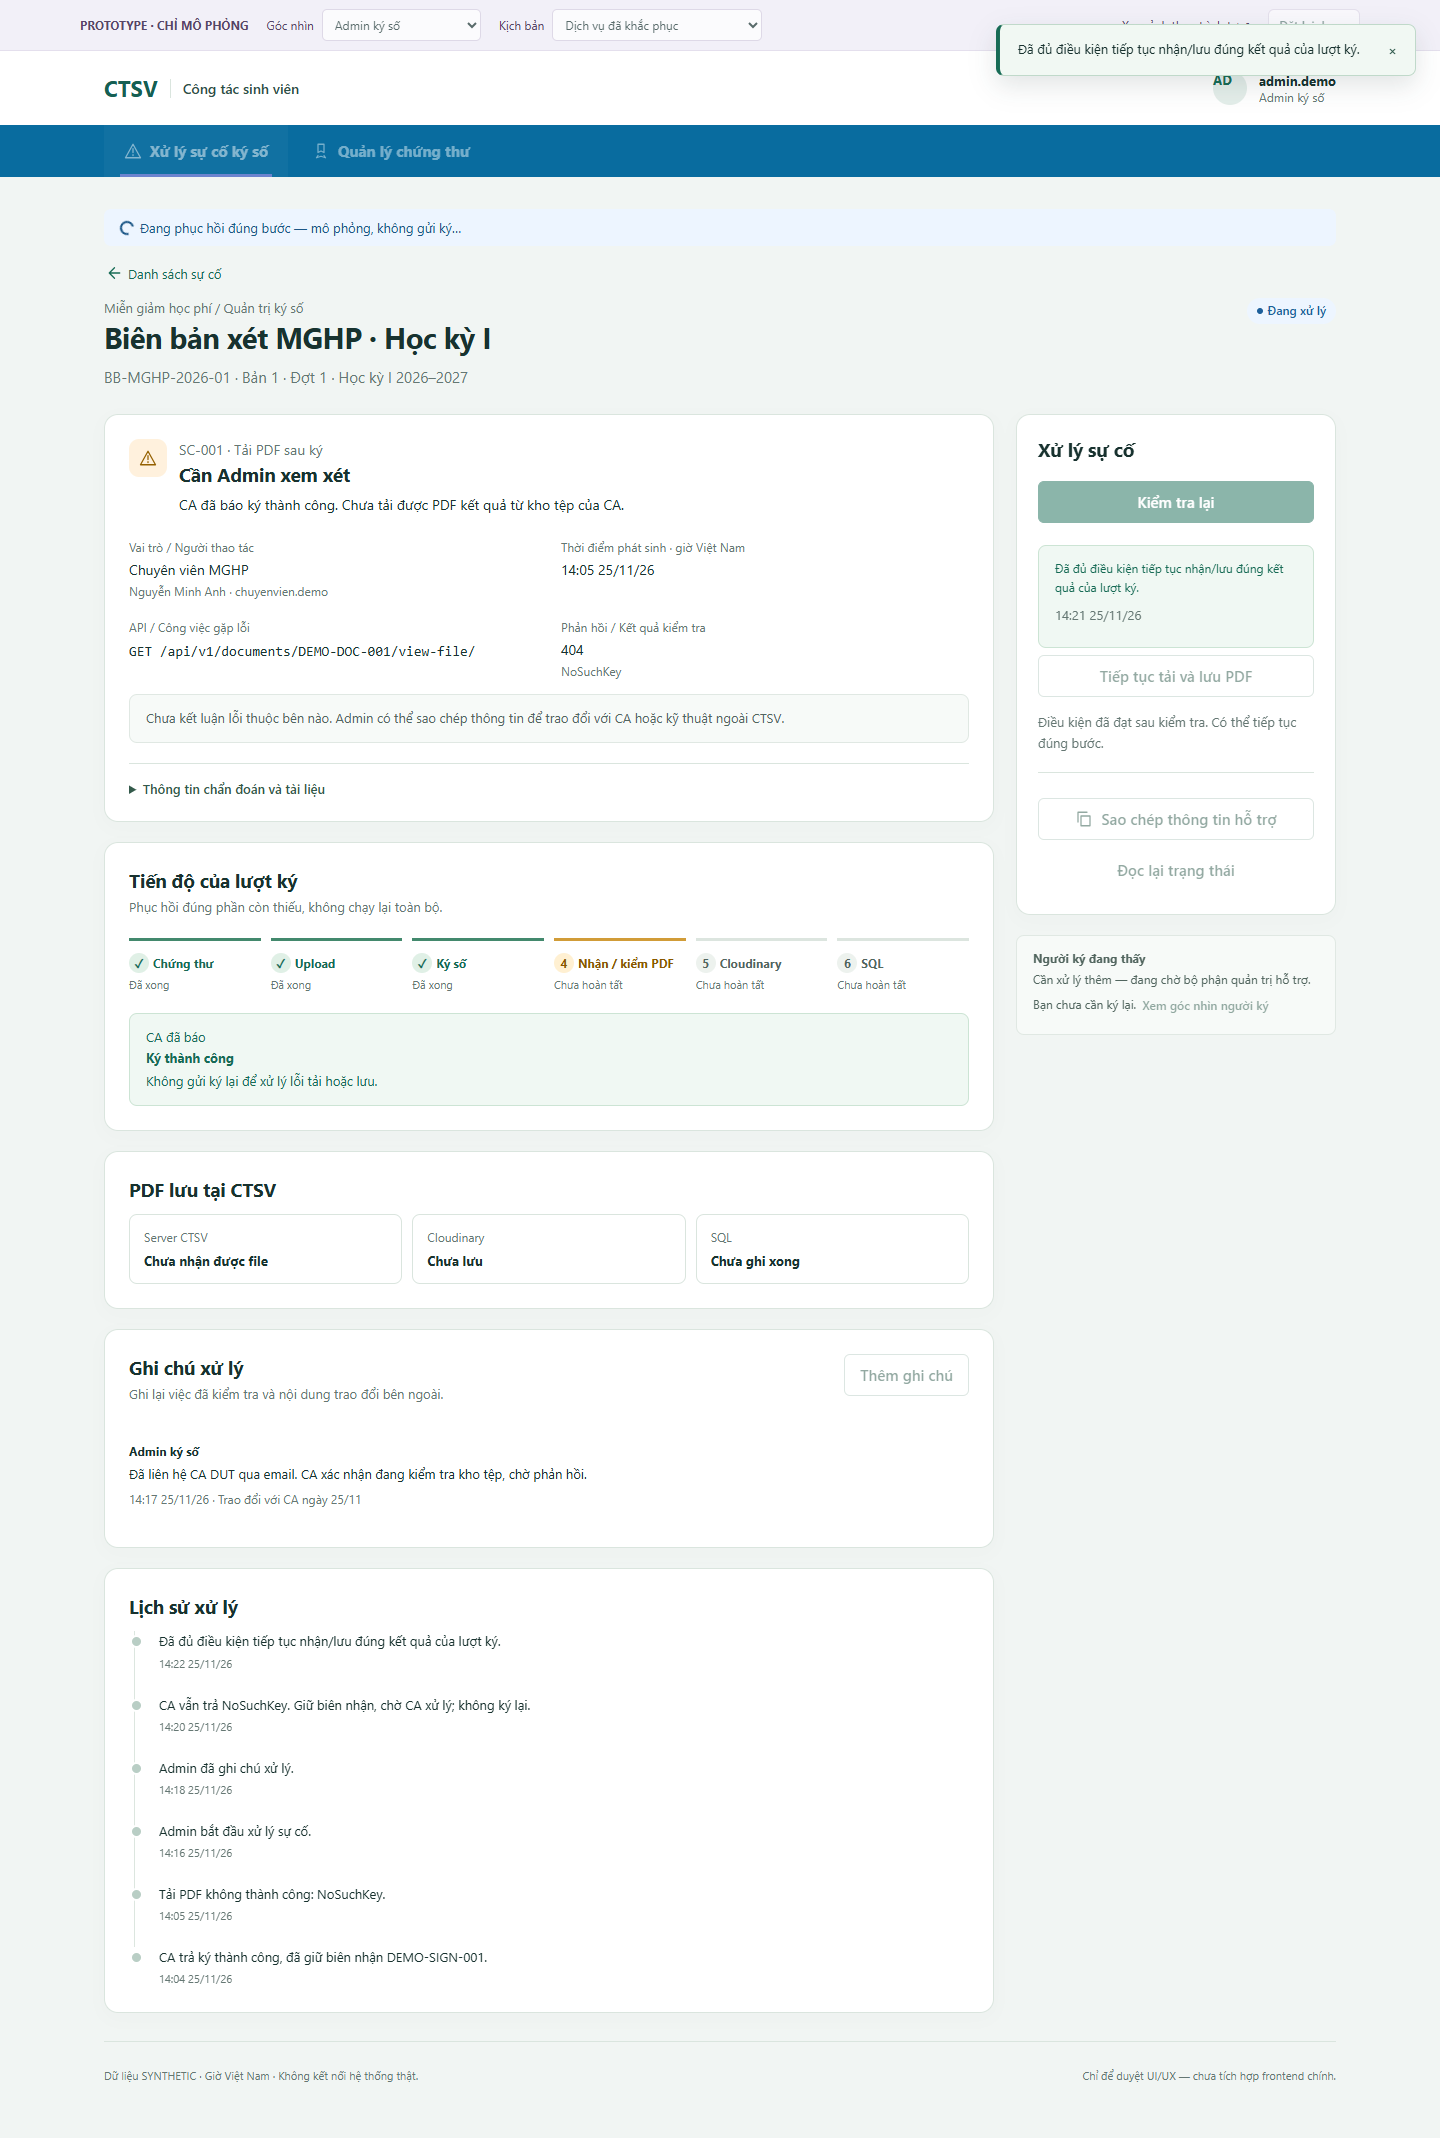 PROTOTYPE · CHỈ MÔ PHỎNG
Góc nhìn
Admin ký số
Kịch bản
Dịch vụ đã khắc phục
Đã đủ điều kiện tiếp tục nhận/lưu đúng kết quả của lượt ký.
×
CTSV
Công tác sinh viên
AD
admin.demo
Admin ký số
Xử lý sự cố ký số
Quản lý chứng thư
Đang phục hồi đúng bước — mô phỏng, không gửi ký...
Danh sách sự cố
Miễn giảm học phí / Quản trị ký số
Đang xử lý
Biên bản xét MGHP · Học kỳ I
BB-MGHP-2026-01 · Bản 1 · Đợt 1 · Học kỳ I 2026–2027
SC-001 · Tải PDF sau ký
Cần Admin xem xét
CA đã báo ký thành công. Chưa tải được PDF kết quả từ kho tệp của CA.
Vai trò / Người thao tác
Chuyên viên MGHP
Nguyễn Minh Anh · chuyenvien.demo
Thời điểm phát sinh · giờ Việt Nam
14:05 25/11/26
API / Công việc gặp lỗi
GET /api/v1/documents/DEMO-DOC-001/view-file/
Phản hồi / Kết quả kiểm tra
404
NoSuchKey
Chưa kết luận lỗi thuộc bên nào. Admin có thể sao chép thông tin để trao đổi với CA hoặc kỹ thuật ngoài CTSV.
Thông tin chẩn đoán và tài liệu
Xử lý sự cố
Kiểm tra lại
Đã đủ điều kiện tiếp tục nhận/lưu đúng kết
quả của lượt ký.
14:21 25/11/26
Tiếp tục tải và lưu PDF
Điều kiện đã đạt sau kiểm tra. Có thể tiếp tục
đúng bước.
Sao chép thông tin hỗ trợ
Đọc lại trạng thái
Người ký đang thấy
Cần xử lý thêm — đang chờ bộ phận quản trị hỗ trợ.
Bạn chưa cần ký lại. Xem góc nhìn người ký
Tiến độ của lượt ký
Phục hồi đúng phần còn thiếu, không chạy lại toàn bộ.
✓ Chứng thư
Đã xong
✓ Upload
Đã xong
✓ Ký số
Đã xong
4 Nhận / kiểm PDF
Chưa hoàn tất
5 Cloudinary
Chưa hoàn tất
6 SQL
Chưa hoàn tất
CA đã báo
Ký thành công
Không gửi ký lại để xử lý lỗi tải hoặc lưu.
PDF lưu tại CTSV
Server CTSV
Chưa nhận được file
Cloudinary
Chưa lưu
SQL
Chưa ghi xong
Ghi chú xử lý
Ghi lại việc đã kiểm tra và nội dung trao đổi bên ngoài.
Thêm ghi chú
Admin ký số
Đã liên hệ CA DUT qua email. CA xác nhận đang kiểm tra kho tệp, chờ phản hồi.
14:17 25/11/26 · Trao đổi với CA ngày 25/11
Lịch sử xử lý
Đã đủ điều kiện tiếp tục nhận/lưu đúng kết quả của lượt ký.
14:22 25/11/26
CA vẫn trả NoSuchKey. Giữ biên nhận, chờ CA xử lý; không ký lại.
14:20 25/11/26
Admin đã ghi chú xử lý.
14:18 25/11/26
Admin bắt đầu xử lý sự cố.
14:16 25/11/26
Tải PDF không thành công: NoSuchKey.
14:05 25/11/26
CA trả ký thành công, đã giữ biên nhận DEMO-SIGN-001.
14:04 25/11/26
Dữ liệu SYNTHETIC · Giờ Việt Nam · Không kết nối hệ thống thật.
Chỉ để duyệt UI/UX — chưa tích hợp frontend chính.